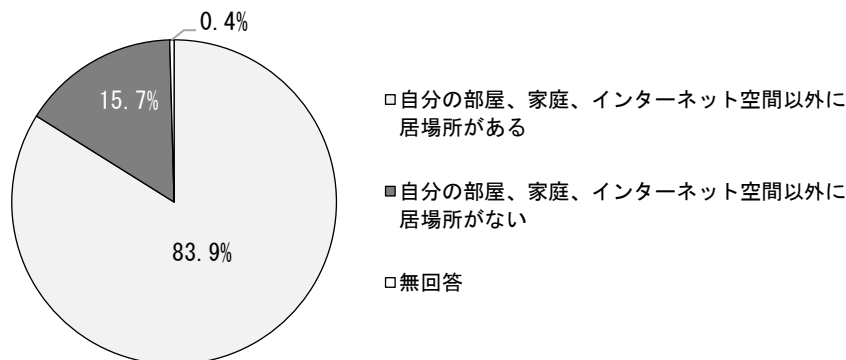 0.4%
15.7%
83.9%
自分の部屋、家庭、インターネット空間以外に
居場所がある
自分の部屋、家庭、インターネット空間以外に
居場所がない
無回答